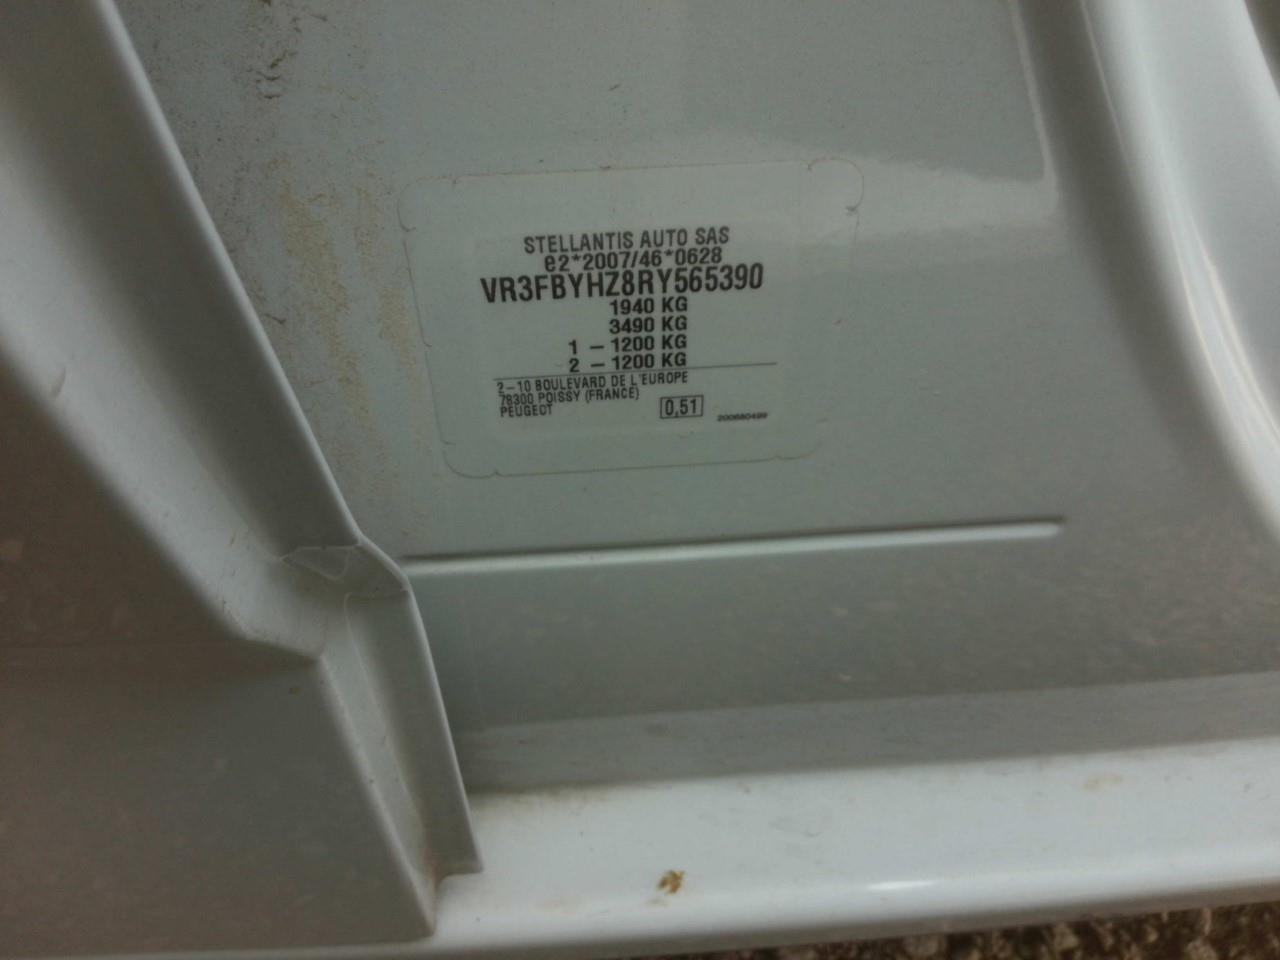 STELLANTIS AUTO SAS
e2*2007/46*0628
VR3FBYHZ8RY565390
1940 KG
3490 KG
1 – 1200 KG
2 – 1200 KG
2–10 BOULEVARD DE L'EUROPE
78300 POISSY (FRANCE)
PEUGEOT
0,51
200680499